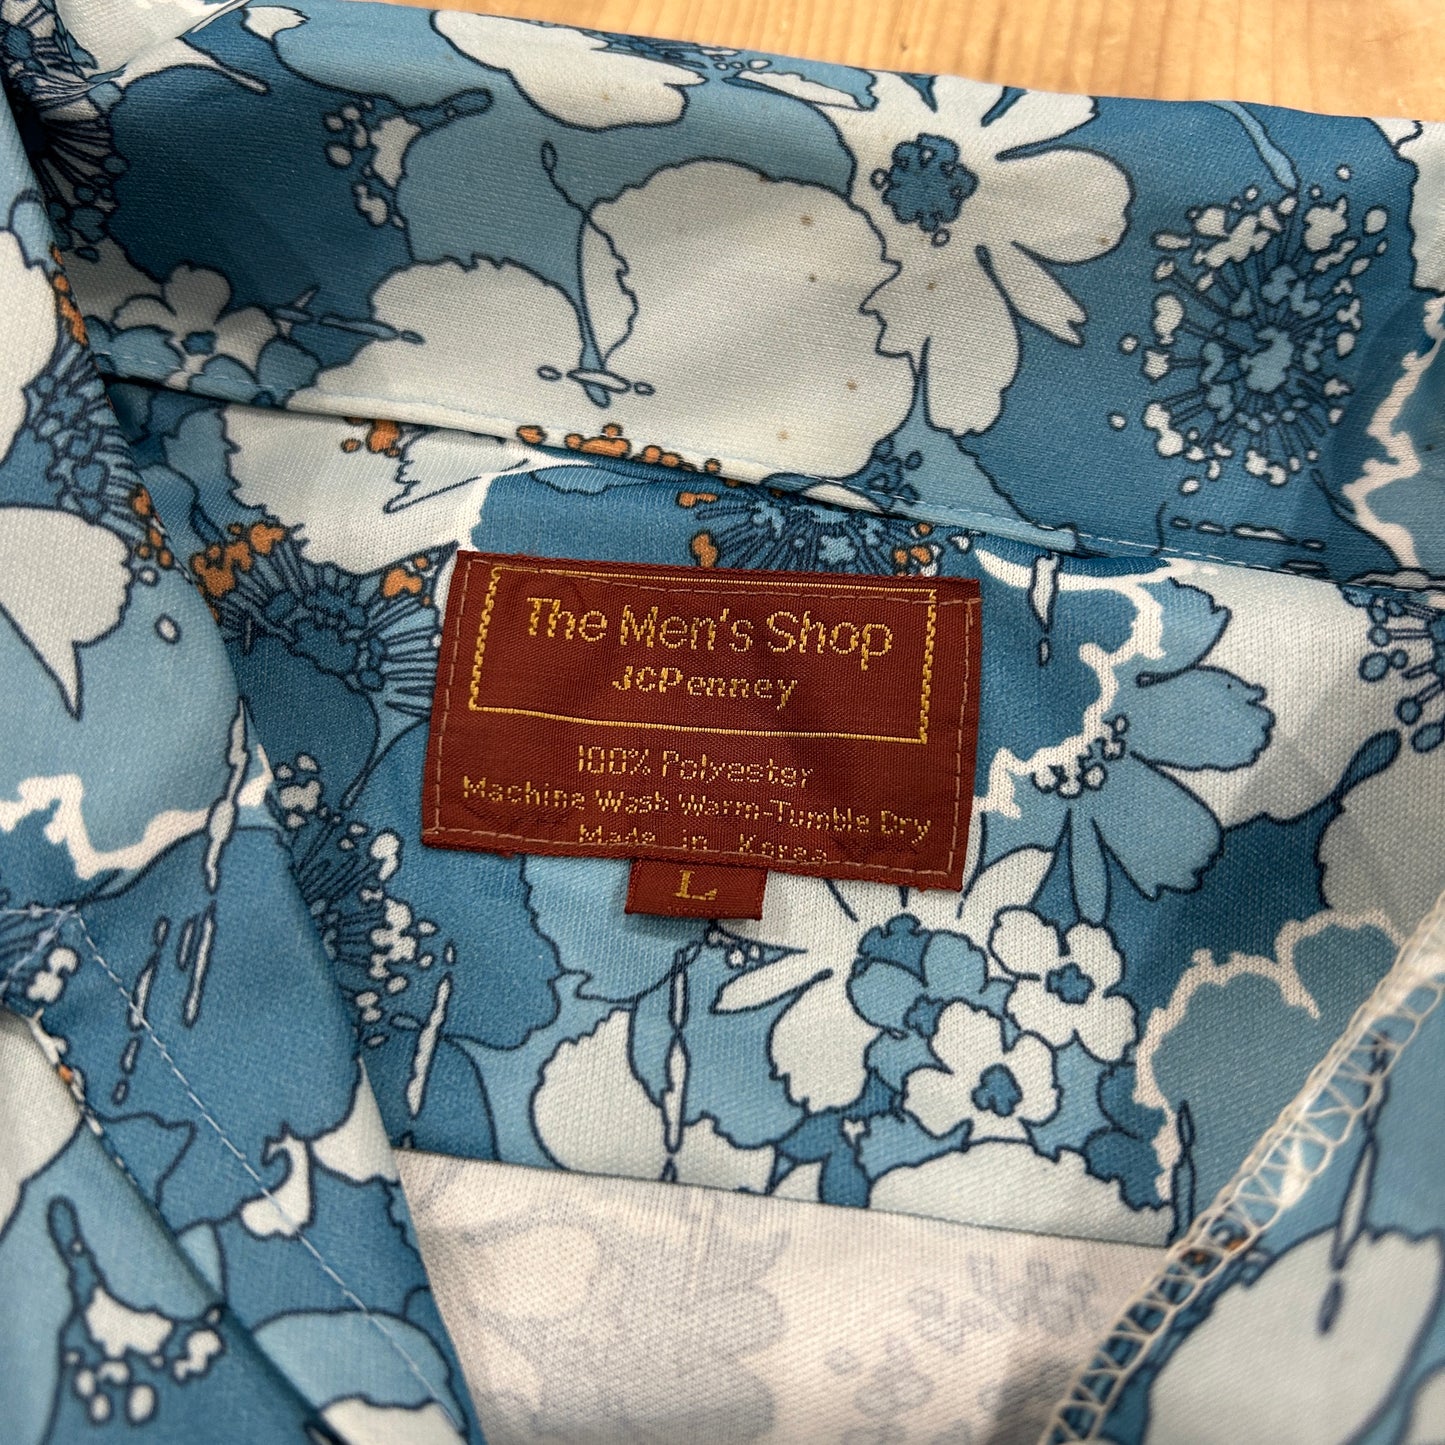 The Men's Shop
JCPenney
100% Polyester
Machine Wash Warm-Tumble Dry
Made in Korea
L